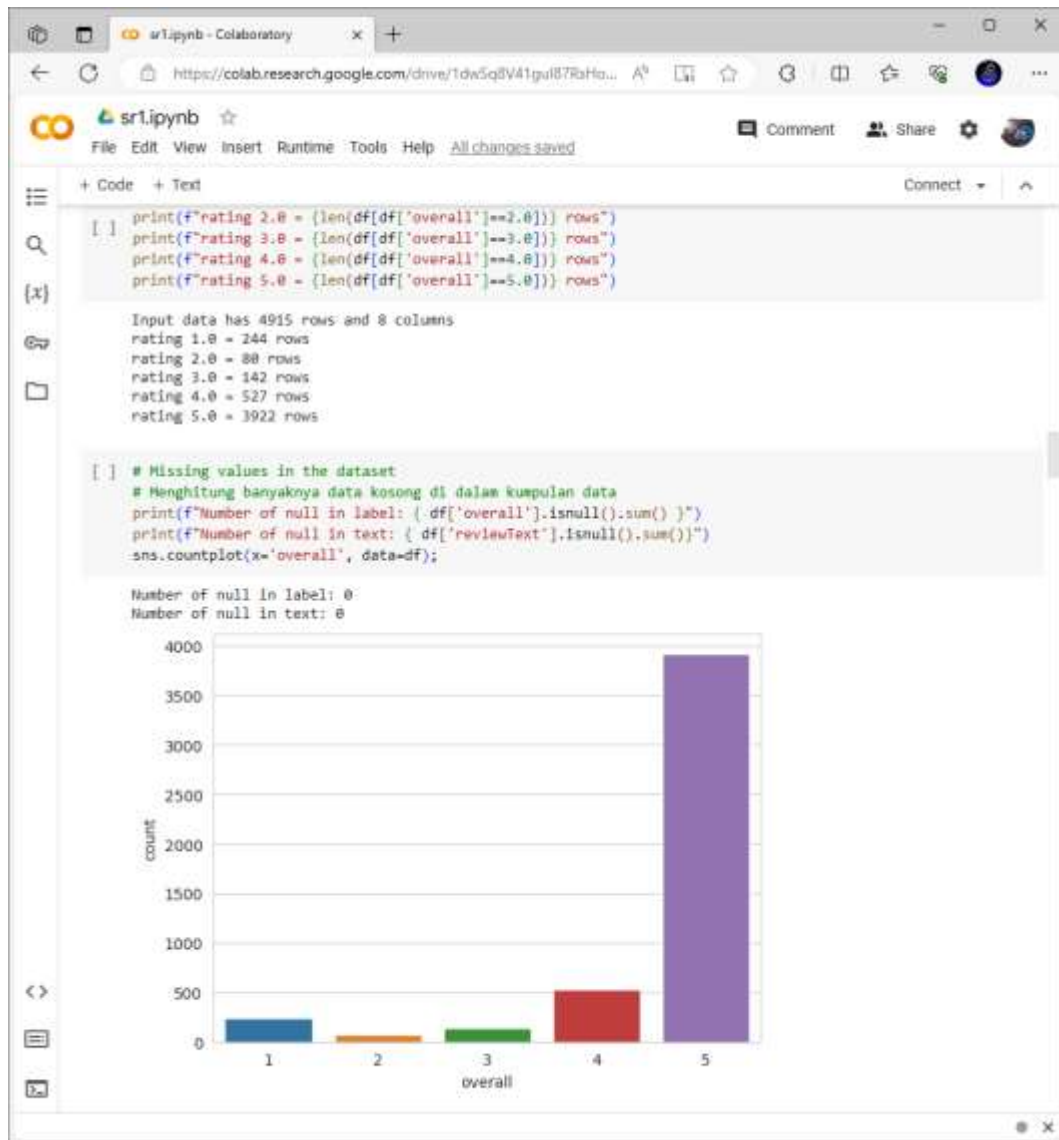 sr1.ipynb - Colaboratory
https://colab.research.google.com/drive/
sr1.ipynb
Comment
Share
File Edit View Insert Runtime Tools Help All changes saved
+ Code + Text
Connect
[ ] print(f"rating 2.0 = {len(df[df['overall']==2.0])} rows")
print(f"rating 3.0 = {len(df[df['overall']==3.0])} rows")
print(f"rating 4.0 = {len(df[df['overall']==4.0])} rows")
print(f"rating 5.0 = {len(df[df['overall']==5.0])} rows")
{x}
Input data has 4915 rows and 8 columns
rating 1.0 = 244 rows
rating 2.0 = 80 rows
rating 3.0 = 142 rows
rating 4.0 = 527 rows
rating 5.0 = 3922 rows
[ ] # Missing values in the dataset
# Menghitung banyaknya data kosong di dalam kumpulan data
print(f"Number of null in label: { df['overall'].isnull().sum() }")
print(f"Number of null in text: { df['reviewText'].isnull().sum()}")
sns.countplot(x='overall', data=df);
Number of null in label: 0
Number of null in text: 0
4000
3500
3000
2500
2000
1500
1000
500
0
count
1 2 3 4 5
overall